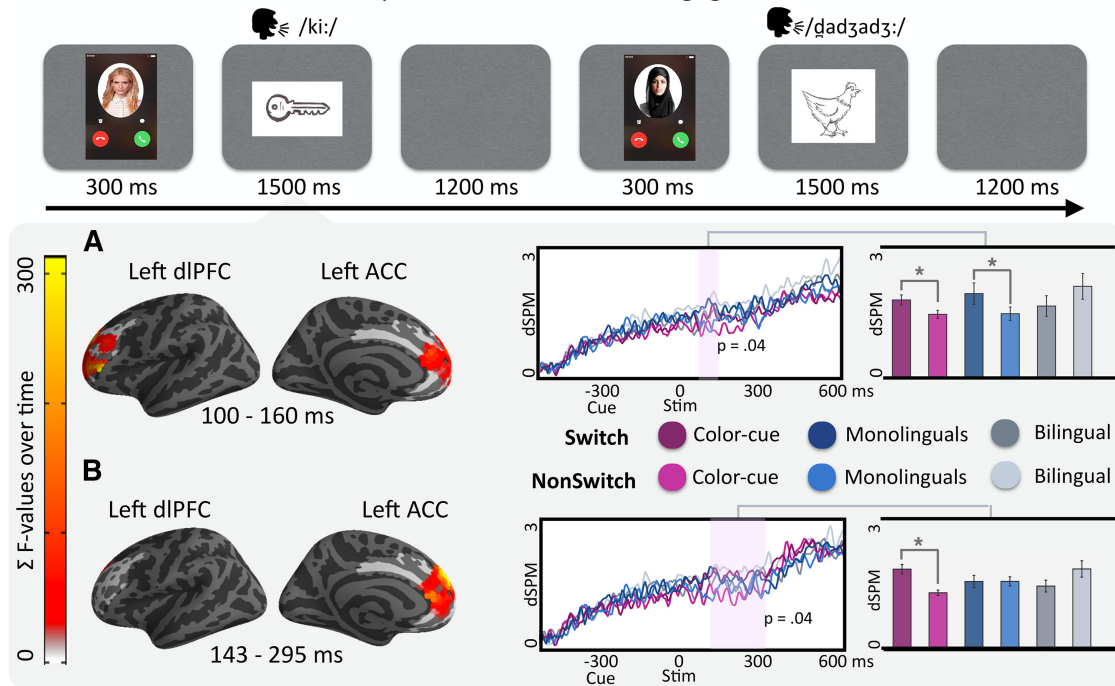 /ki:/
/d̪adʒadʒ:/
300 ms
1500 ms
1200 ms
300 ms
1500 ms
1200 ms
A
Left dlPFC
Left ACC
100 - 160 ms
Σ F-values over time
300
0
3
dSPM
0
p = .04
-300
0
300
600 ms
Cue
Stim
3
dSPM
0
*
*
Switch
Color-cue
Monolinguals
Bilingual
NonSwitch
Color-cue
Monolinguals
Bilingual
B
Left dlPFC
Left ACC
143 - 295 ms
3
dSPM
0
p = .04
-300
0
300
600 ms
Cue
Stim
3
dSPM
0
*